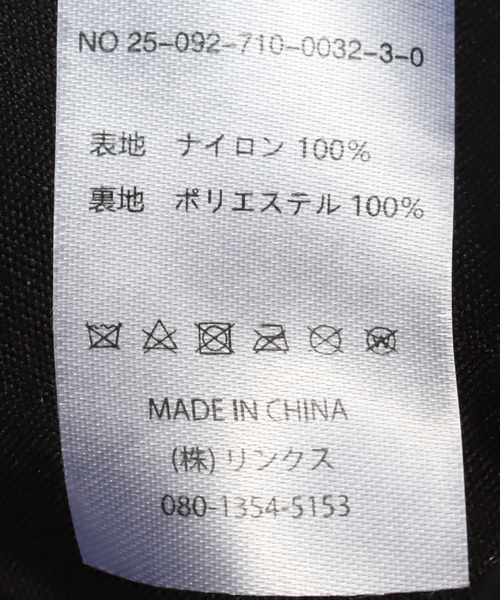 NO 25-092-710-0032-3-0
表地 ナイロン 100%
裏地 ポリエステル 100%
W
MADE IN CHINA
(株) リンクス
080-1354-5153